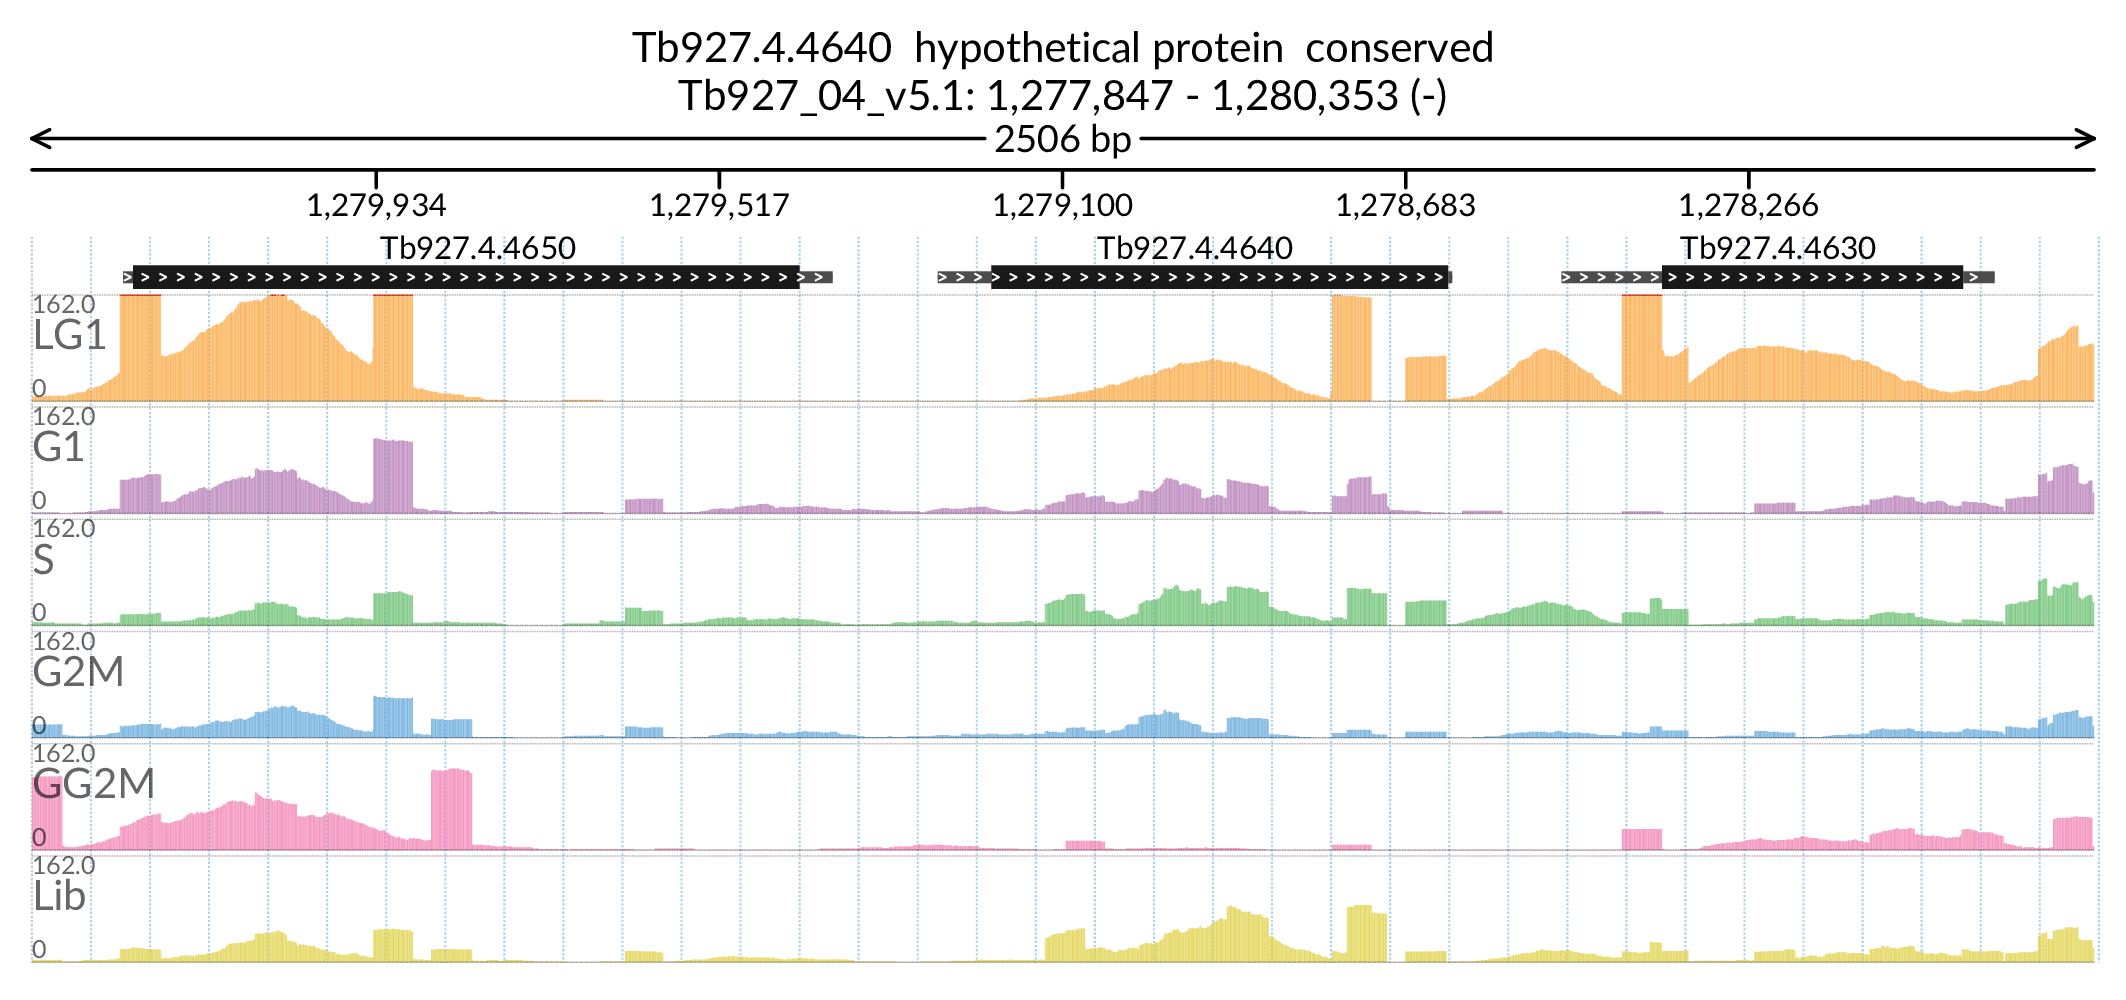 Tb927.4.4640 hypothetical protein conserved
Tb927_04_v5.1: 1,277,847 - 1,280,353 (-)
2506 bp
1,279,934 1,279,517 1,279,100 1,278,683 1,278,266
Tb927.4.4650 Tb927.4.4640 Tb927.4.4630
162.0
LG1
0
162.0
G1
0
162.0
S
0
162.0
G2M
0
162.0
GG2M
0
162.0
Lib
0